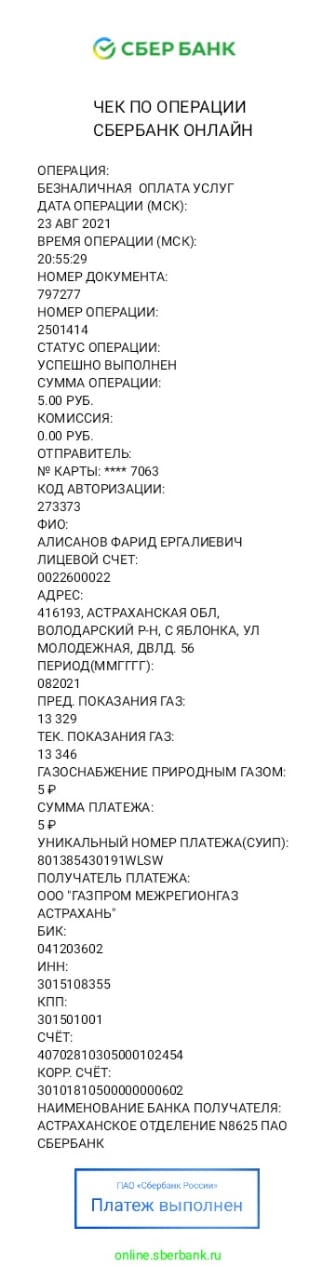 СБЕР БАНК
ЧЕК ПО ОПЕРАЦИИ
СБЕРБАНК ОНЛАЙН
ОПЕРАЦИЯ:
БЕЗНАЛИЧНАЯ ОПЛАТА УСЛУГ
ДАТА ОПЕРАЦИИ (МСК):
23 АВГ 2021
ВРЕМЯ ОПЕРАЦИИ (МСК):
20:55:29
НОМЕР ДОКУМЕНТА:
797277
НОМЕР ОПЕРАЦИИ:
2501414
СТАТУС ОПЕРАЦИИ:
УСПЕШНО ВЫПОЛНЕН
СУММА ОПЕРАЦИИ:
5.00 РУБ.
КОМИССИЯ:
0.00 РУБ.
ОТПРАВИТЕЛЬ:
№ КАРТЫ: **** 7063
КОД АВТОРИЗАЦИИ:
273373
ФИО:
АЛИСАНОВ ФАРИД ЕРГАЛИЕВИЧ
ЛИЦЕВОЙ СЧЕТ:
0022600022
АДРЕС:
416193, АСТРАХАНСКАЯ ОБЛ,
ВОЛОДАРСКИЙ Р-Н, С ЯБЛОНКА, УЛ
МОЛОДЕЖНАЯ, ДВЛД. 56
ПЕРИОД(ММГГГГ):
082021
ПРЕД. ПОКАЗАНИЯ ГАЗ:
13 329
ТЕК. ПОКАЗАНИЯ ГАЗ:
13 346
ГАЗОСНАБЖЕНИЕ ПРИРОДНЫМ ГАЗОМ:
5 ₽
СУММА ПЛАТЕЖА:
5 ₽
УНИКАЛЬНЫЙ НОМЕР ПЛАТЕЖА(СУИП):
801385430191WLSW
ПОЛУЧАТЕЛЬ ПЛАТЕЖА:
ООО "ГАЗПРОМ МЕЖРЕГИОНГАЗ
АСТРАХАНЬ"
БИК:
041203602
ИНН:
3015108355
КПП:
301501001
СЧЁТ:
40702810305000102454
КОРР. СЧЁТ:
30101810500000000602
НАИМЕНОВАНИЕ БАНКА ПОЛУЧАТЕЛЯ:
АСТРАХАНСКОЕ ОТДЕЛЕНИЕ N8625 ПАО
СБЕРБАНК
ПАО «Сбербанк России»
Платеж выполнен
online.sberbank.ru